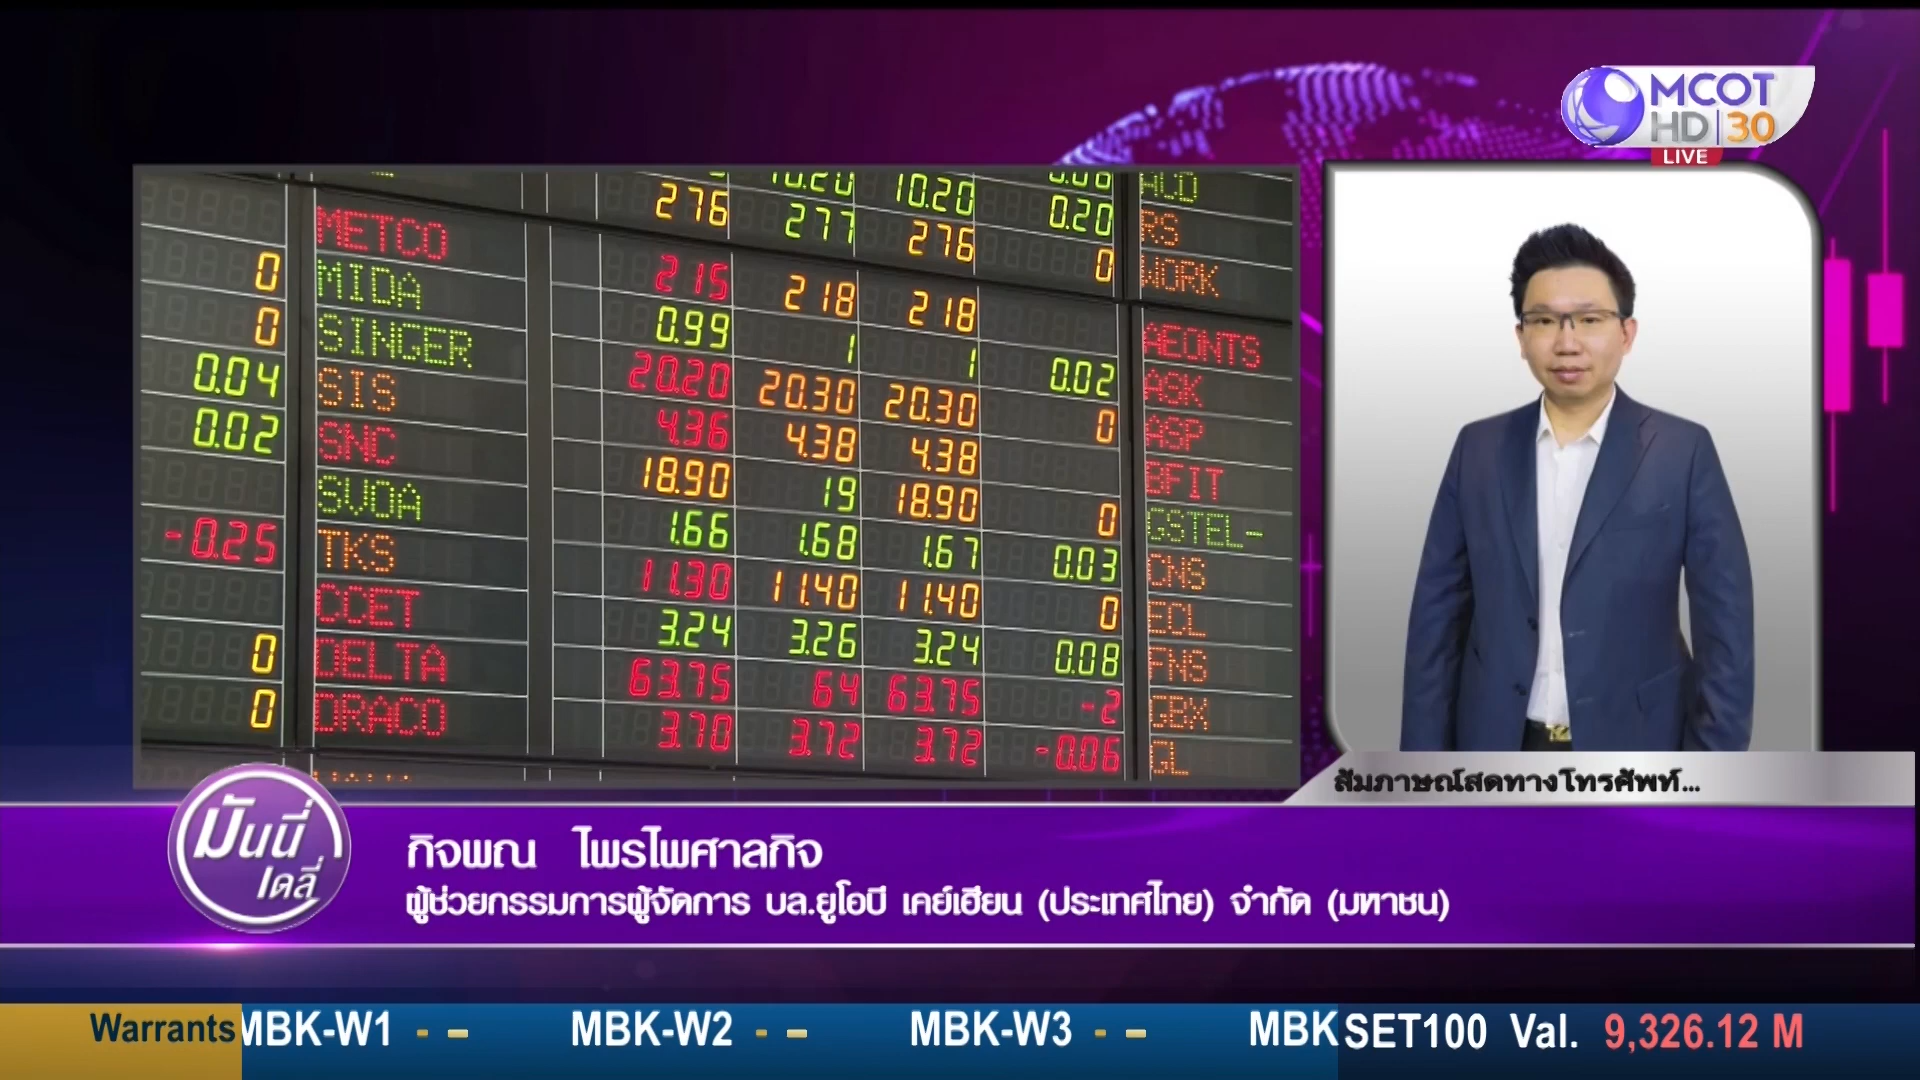 MCOT
HD 30
LIVE
10.20 10.20 0.06 ACD
276 277 276 0.20 RS
METCO 215 218 218 0 WORK
0 MIDA 0.99 1 1 0.02 AEONTS
0 SINGER 20.20 20.30 20.30 0 ASK
0.04 SIS 4.36 4.38 4.38 ASP
0.02 SNC 18.90 19 18.90 0 BFIT
SVOA 1.66 1.68 1.67 0.03 GSTEL-
-0.25 TKS 11.30 11.40 11.40 0 CNS
CCET 3.24 3.26 3.24 0.08 ECL
0 DELTA 63.75 64 63.75 -2 FNS
0 DRACO 3.70 3.72 3.72 -0.06 GBX
GL
สัมภาษณ์สดทางโทรศัพท์...
มันนี่
เดลี่
กิจพณ ไพรไพศาลกิจ
ผู้ช่วยกรรมการผู้จัดการ บล.ยูโอบี เคย์เฮียน (ประเทศไทย) จำกัด (มหาชน)
Warrants MBK-W1 - - MBK-W2 - - MBK-W3 - - MBK SET100 Val. 9,326.12 M